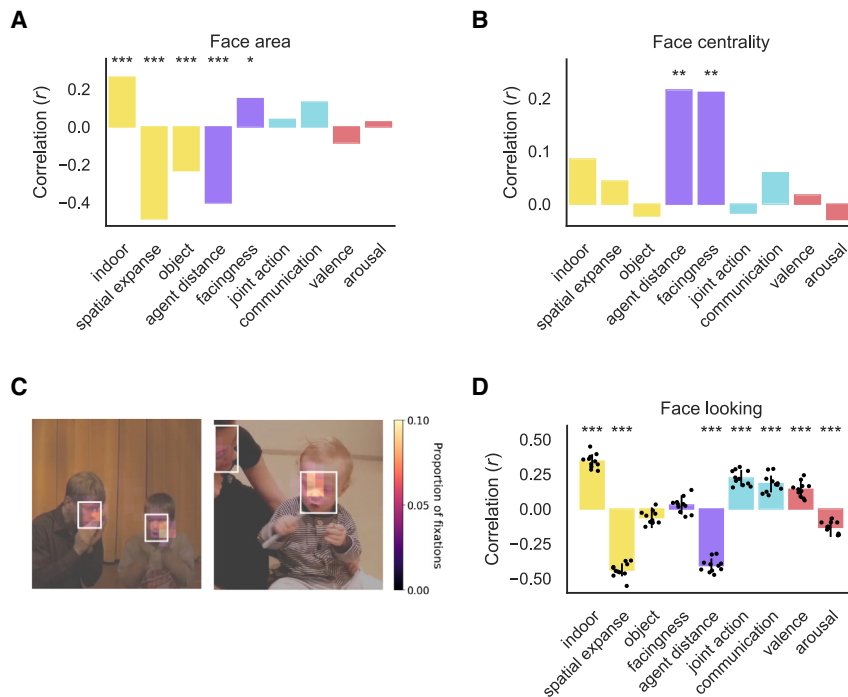 A
Face area
*** *** *** *** *
Correlation (r)
0.2
0.0
−0.2
−0.4
indoor
spatial expanse
object
agent distance
facingness
joint action
communication
valence
arousal
B
Face centrality
** **
Correlation (r)
0.2
0.1
0.0
indoor
spatial expanse
object
agent distance
facingness
joint action
communication
valence
arousal
C
0.10
0.05
0.00
Proportion of fixations
D
Face looking
*** *** *** *** *** *** ***
Correlation (r)
0.50
0.25
0.00
−0.25
−0.50
indoor
spatial expanse
object
facingness
agent distance
joint action
communication
valence
arousal